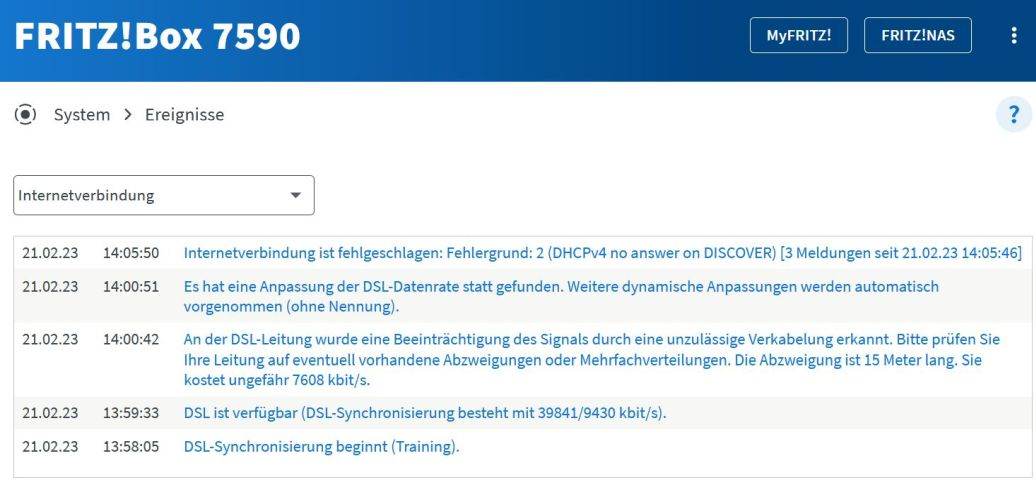 FRITZ!Box 7590
MyFRITZ!
FRITZ!NAS
System > Ereignisse
?
Internetverbindung
21.02.23 14:05:50 Internetverbindung ist fehlgeschlagen: Fehlergrund: 2 (DHCPv4 no answer on DISCOVER) [3 Meldungen seit 21.02.23 14:05:46]
21.02.23 14:00:51 Es hat eine Anpassung der DSL-Datenrate statt gefunden. Weitere dynamische Anpassungen werden automatisch
vorgenommen (ohne Nennung).
21.02.23 14:00:42 An der DSL-Leitung wurde eine Beeinträchtigung des Signals durch eine unzulässige Verkabelung erkannt. Bitte prüfen Sie
Ihre Leitung auf eventuell vorhandene Abzweigungen oder Mehrfachverteilungen. Die Abzweigung ist 15 Meter lang. Sie
kostet ungefähr 7608 kbit/s.
21.02.23 13:59:33 DSL ist verfügbar (DSL-Synchronisierung besteht mit 39841/9430 kbit/s).
21.02.23 13:58:05 DSL-Synchronisierung beginnt (Training).